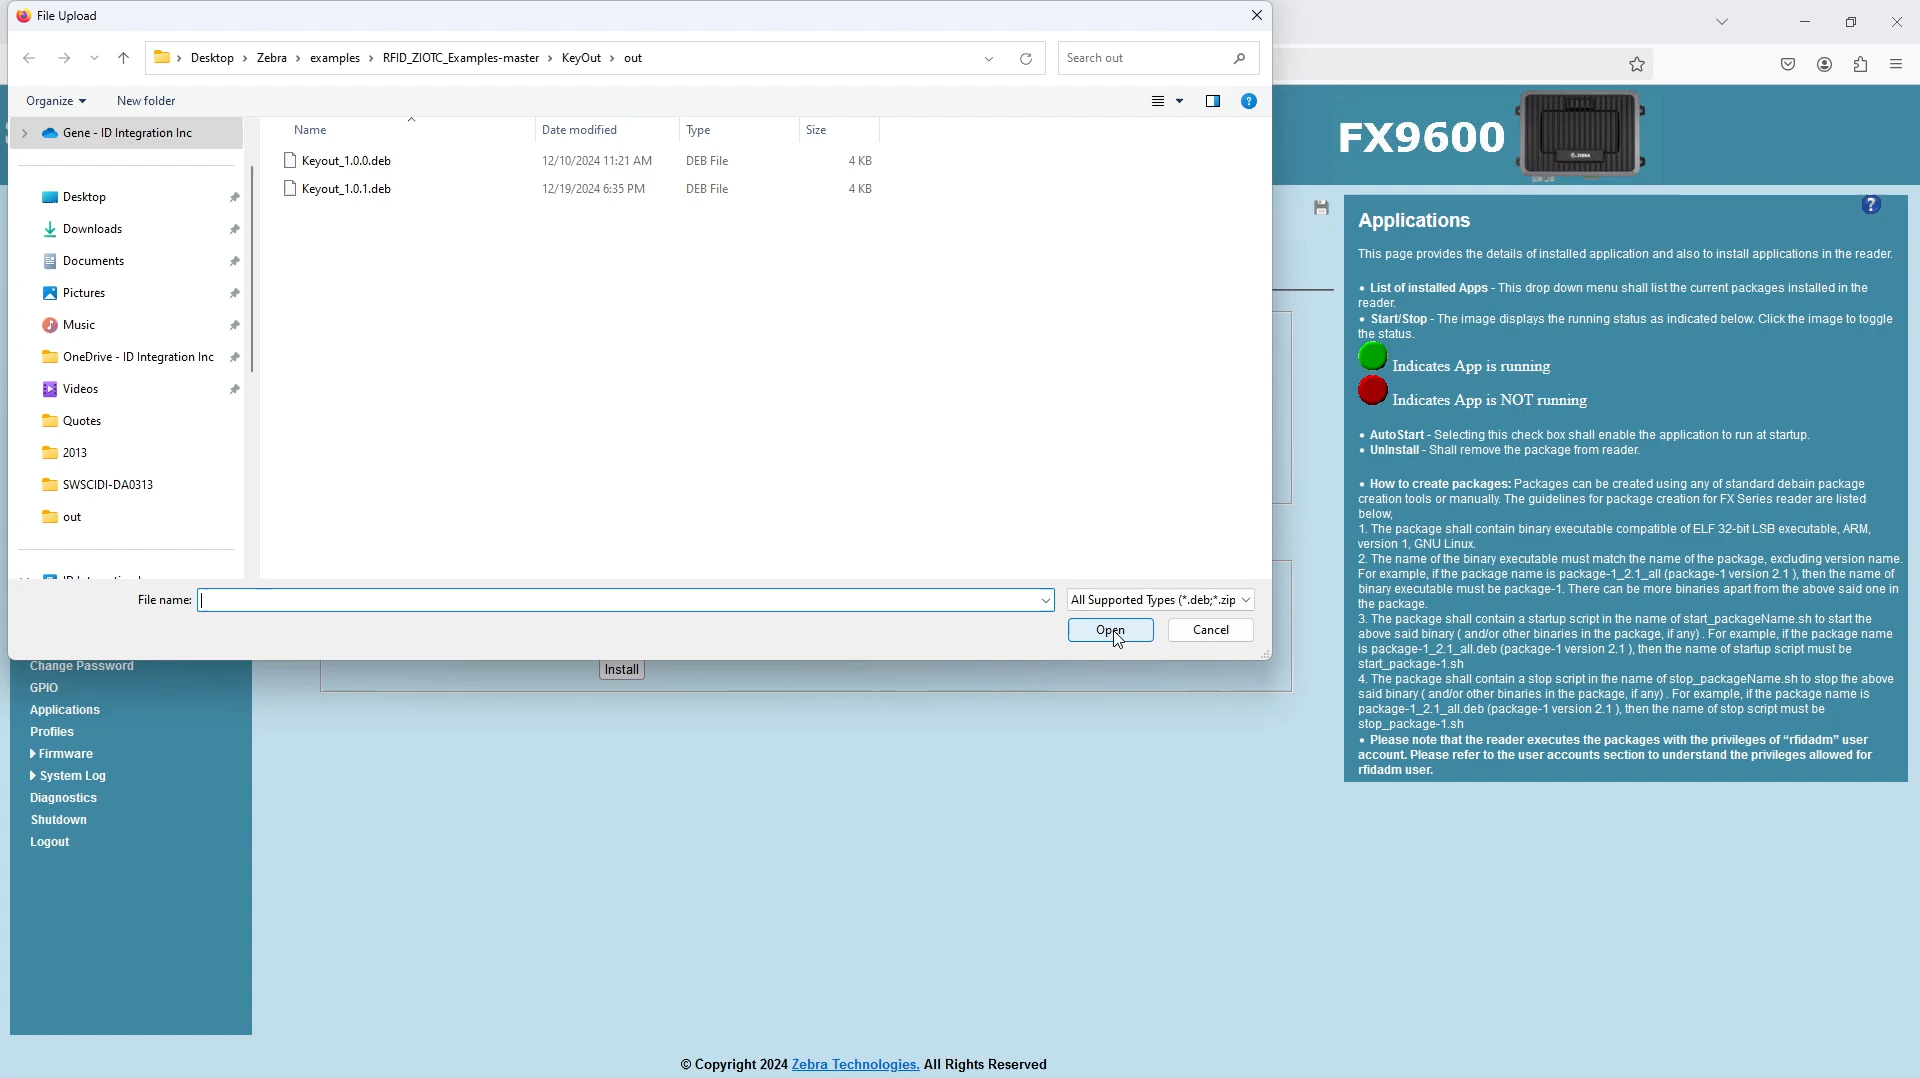 File Upload
Desktop > Zebra > examples > RFID_ZIOTC_Examples-master > KeyOut > out
Search out
Organize
New folder
Gene - ID Integration Inc
Desktop
Downloads
Documents
Pictures
Music
OneDrive - ID Integration Inc
Videos
Quotes
2013
SWSCIDI-DA0313
out
Name
Date modified
Type
Size
Keyout_1.0.0.deb 12/10/2024 11:21 AM DEB File 4 KB
Keyout_1.0.1.deb 12/19/2024 6:35 PM DEB File 4 KB
File name:
All Supported Types (*.deb;*.zip
Open
Cancel
Install
Change Password
GPIO
Applications
Profiles
Firmware
System Log
Diagnostics
Shutdown
Logout
FX9600
ZEBRA
Applications
This page provides the details of installed application and also to install applications in the reader.
• List of installed Apps - This drop down menu shall list the current packages installed in the
reader.
• Start/Stop - The image displays the running status as indicated below. Click the image to toggle
the status.
Indicates App is running
Indicates App is NOT running
• AutoStart - Selecting this check box shall enable the application to run at startup.
• Uninstall - Shall remove the package from reader.
• How to create packages: Packages can be created using any of standard debain package
creation tools or manually. The guidelines for package creation for FX Series reader are listed
below,
1. The package shall contain binary executable compatible of ELF 32-bit LSB executable, ARM,
version 1, GNU Linux.
2. The name of the binary executable must match the name of the package, excluding version name.
For example, if the package name is package-1_2.1_all (package-1 version 2.1 ), then the name of
binary executable must be package-1. There can be more binaries apart from the above said one in
the package.
3. The package shall contain a startup script in the name of start_packageName.sh to start the
above said binary ( and/or other binaries in the package, if any) . For example, if the package name
is package-1_2.1_all.deb (package-1 version 2.1 ), then the name of startup script must be
start_package-1.sh
4. The package shall contain a stop script in the name of stop_packageName.sh to stop the above
said binary ( and/or other binaries in the package, if any) . For example, if the package name is
package-1_2.1_all.deb (package-1 version 2.1 ), then the name of stop script must be
stop_package-1.sh
• Please note that the reader executes the packages with the privileges of “rfidadm” user
account. Please refer to the user accounts section to understand the privileges allowed for
rfidadm user.
© Copyright 2024 Zebra Technologies. All Rights Reserved